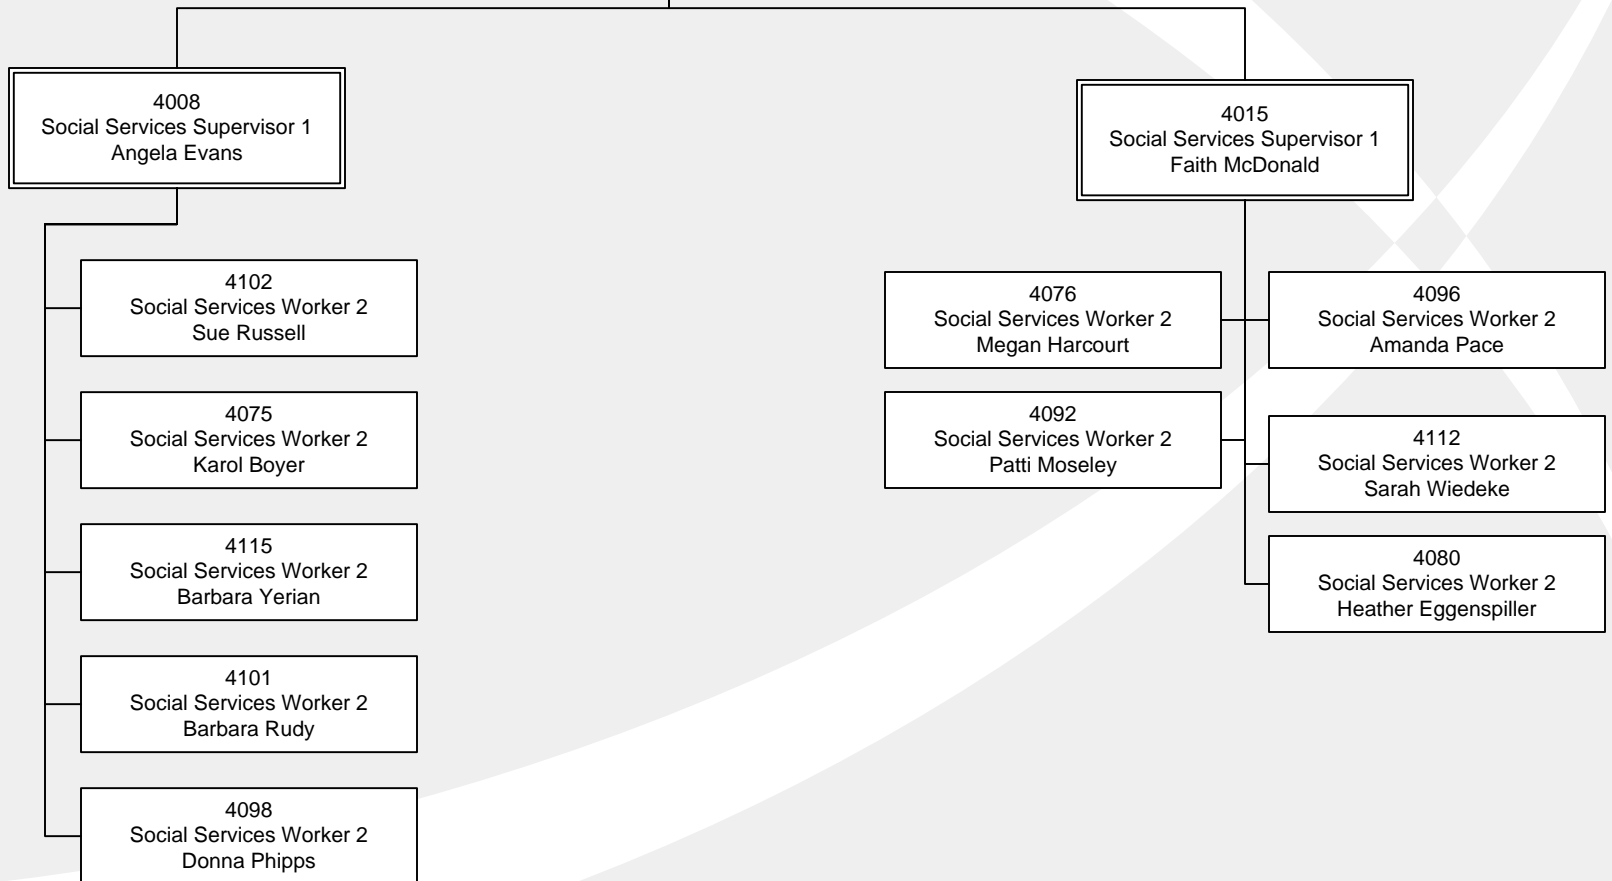 4008
Social Services Supervisor 1
Angela Evans
4015
Social Services Supervisor 1
Faith McDonald
4102
Social Services Worker 2
Sue Russell
4075
Social Services Worker 2
Karol Boyer
4115
Social Services Worker 2
Barbara Yerian
4101
Social Services Worker 2
Barbara Rudy
4098
Social Services Worker 2
Donna Phipps
4076
Social Services Worker 2
Megan Harcourt
4096
Social Services Worker 2
Amanda Pace
4092
Social Services Worker 2
Patti Moseley
4112
Social Services Worker 2
Sarah Wiedeke
4080
Social Services Worker 2
Heather Eggenspiller